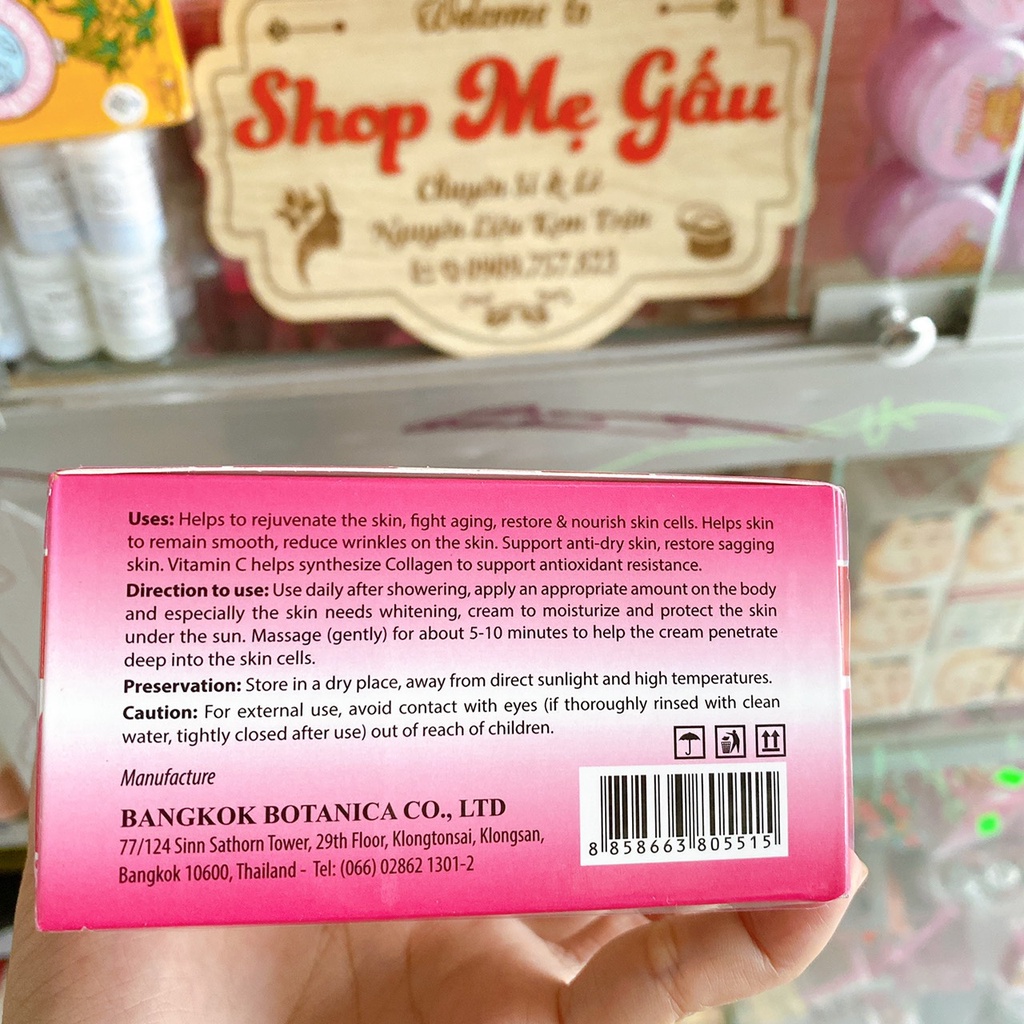 Welcome to
Shop Mẹ Gấu
Chuyên Sỉ & Lẻ
Nguyên Liệu Kem Trộn
0909.757.823
Uses: Helps to rejuvenate the skin, fight aging, restore & nourish skin cells. Helps skin
to remain smooth, reduce wrinkles on the skin. Support anti-dry skin, restore sagging
skin. Vitamin C helps synthesize Collagen to support antioxidant resistance.
Direction to use: Use daily after showering, apply an appropriate amount on the body
and especially the skin needs whitening, cream to moisturize and protect the skin
under the sun. Massage (gently) for about 5-10 minutes to help the cream penetrate
deep into the skin cells.
Preservation: Store in a dry place, away from direct sunlight and high temperatures.
Caution: For external use, avoid contact with eyes (if thoroughly rinsed with clean
water, tightly closed after use) out of reach of children.
Manufacture
BANGKOK BOTANICA CO., LTD
77/124 Sinn Sathorn Tower, 29th Floor, Klongtonsai, Klongsan,
Bangkok 10600, Thailand - Tel: (066) 02862 1301-2
8 858663 805515